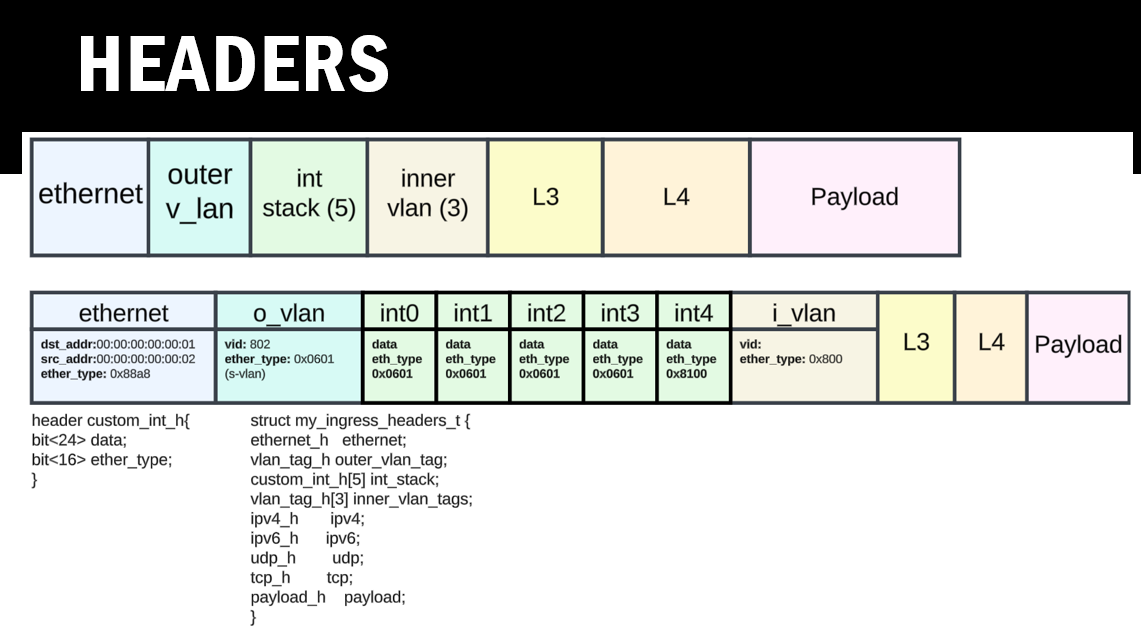 HEADERS
ethernet
outer
v_lan
int
stack (5)
inner
vlan (3)
L3
L4
Payload
ethernet
dst_addr:00:00:00:00:00:01
src_addr:00:00:00:00:00:02
ether_type: 0x88a8
o_vlan
vid: 802
ether_type: 0x0601
(s-vlan)
int0
data
eth_type
0x0601
int1
data
eth_type
0x0601
int2
data
eth_type
0x0601
int3
data
eth_type
0x0601
int4
data
eth_type
0x8100
i_vlan
vid:
ether_type: 0x800
L3
L4
Payload
header custom_int_h{
bit<24> data;
bit<16> ether_type;
}
struct my_ingress_headers_t {
ethernet_h ethernet;
vlan_tag_h outer_vlan_tag;
custom_int_h[5] int_stack;
vlan_tag_h[3] inner_vlan_tags;
ipv4_h ipv4;
ipv6_h ipv6;
udp_h udp;
tcp_h tcp;
payload_h payload;
}